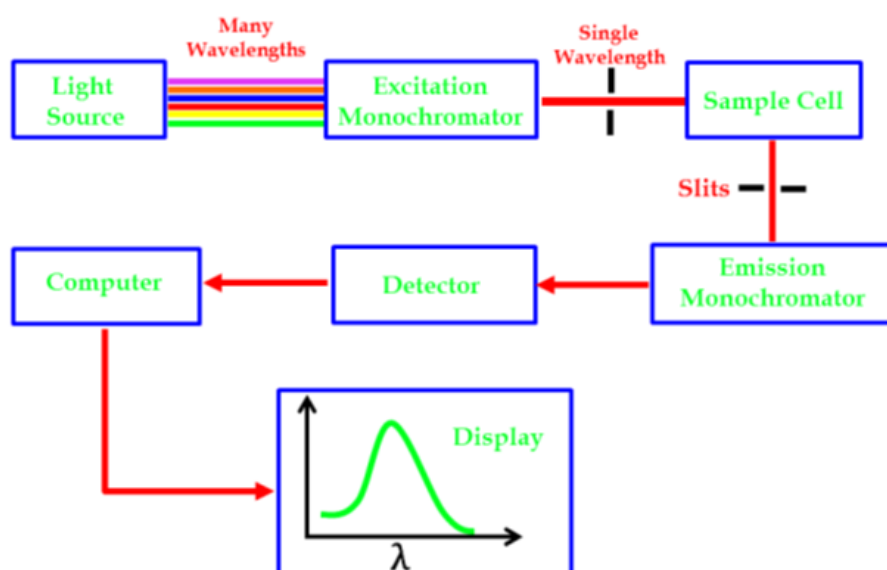 Many
Wavelengths
Single
Wavelength
Light
Source
Excitation
Monochromator
Sample Cell
Slits
Computer
Detector
Emission
Monochromator
Display
λ